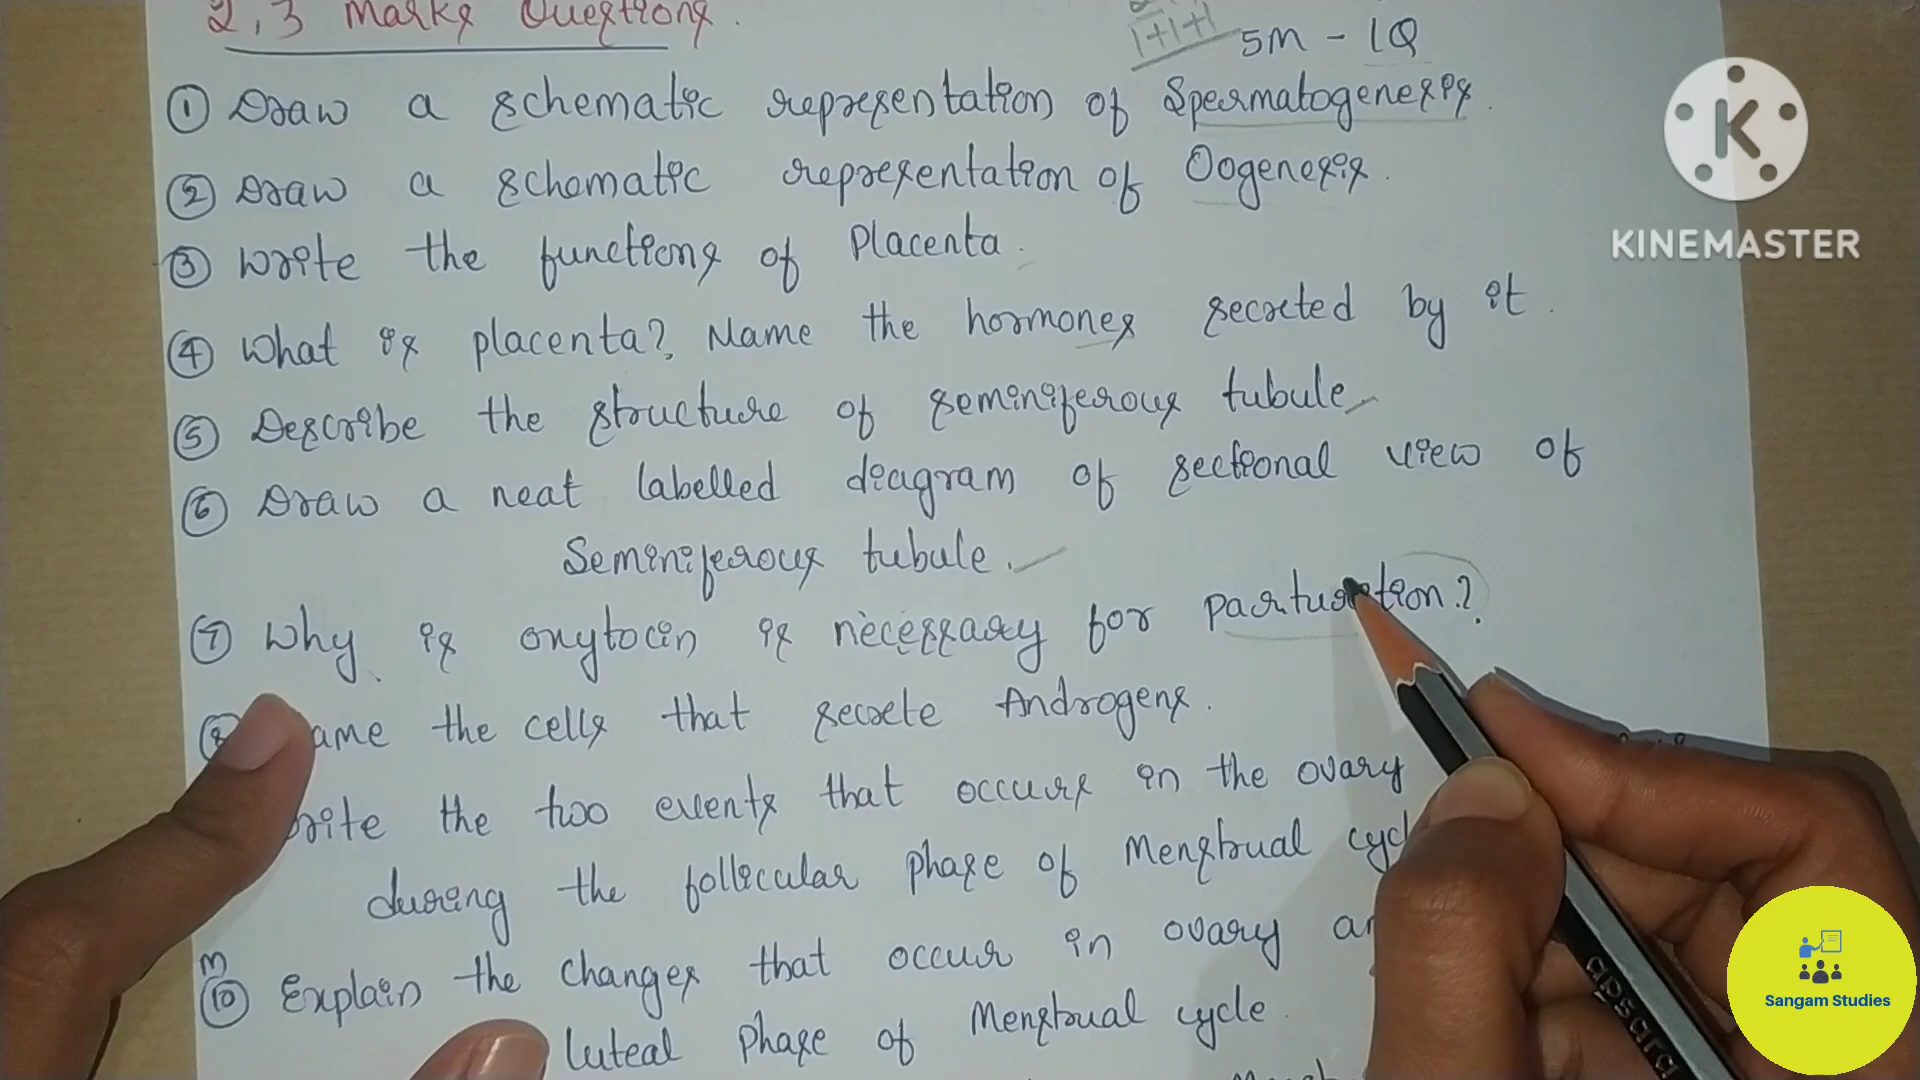 2,3 Marks Questions.
1+1+1
5M - 1Q
① Draw a schematic representation of Spermatogenesis.
② Draw a schematic representation of Oogenesis.
③ Write the functions of Placenta.
④ What is placenta?, Name the hormones secreted by it.
⑤ Describe the structure of seminiferous tubule
⑥ Draw a neat labelled diagram of sectional view of
Seminiferous tubule.
⑦ Why is oxytocin is necessary for parturition?
⑧ ame the cells that secrete Androgens.
rite the two events that occurs in the ovary
during the follicular phase of Menstrual cycl
M
⑩ Explain the changes that occur in ovary an
luteal phase of Menstrual cycle.
K
KINEMASTER
apsara
Sangam Studies